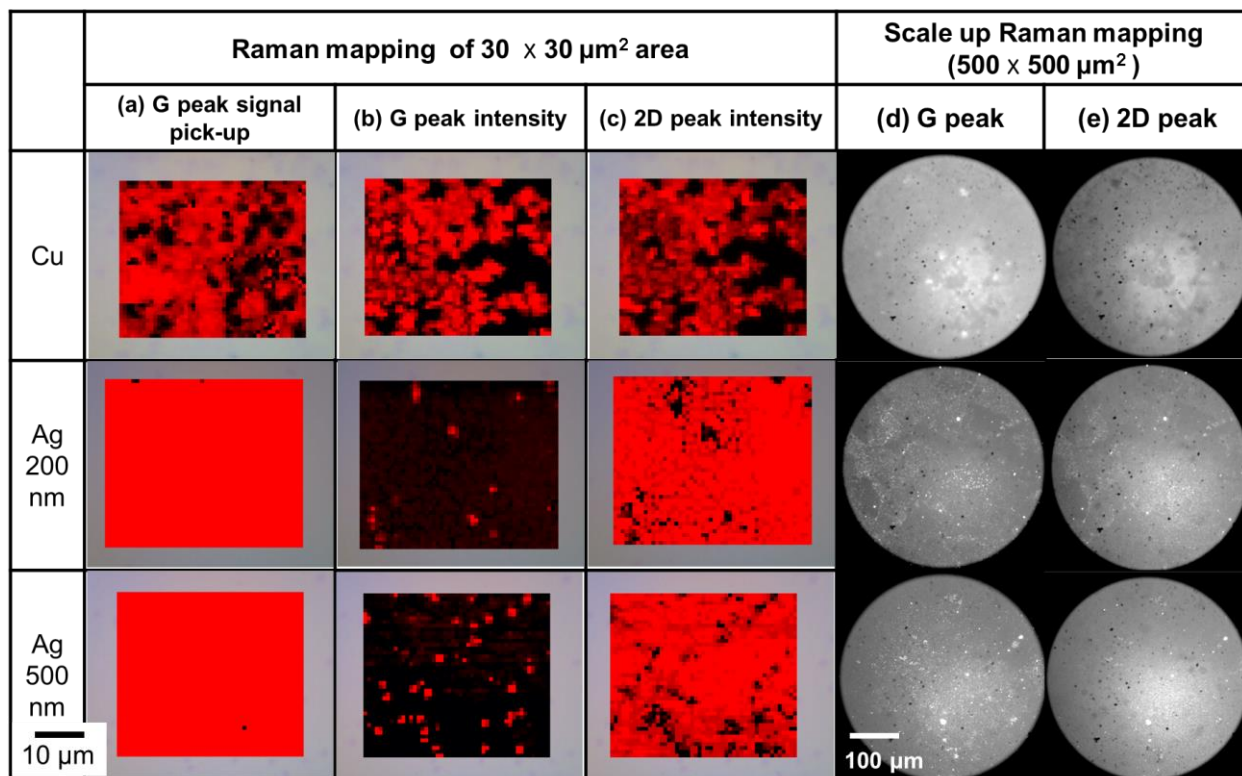 Raman mapping of 30 x 30 µm² area
Scale up Raman mapping
(500 x 500 µm²)
(a) G peak signal
pick-up
(b) G peak intensity
(c) 2D peak intensity
(d) G peak
(e) 2D peak
Cu
Ag
200
nm
Ag
500
nm
10 µm
100 µm